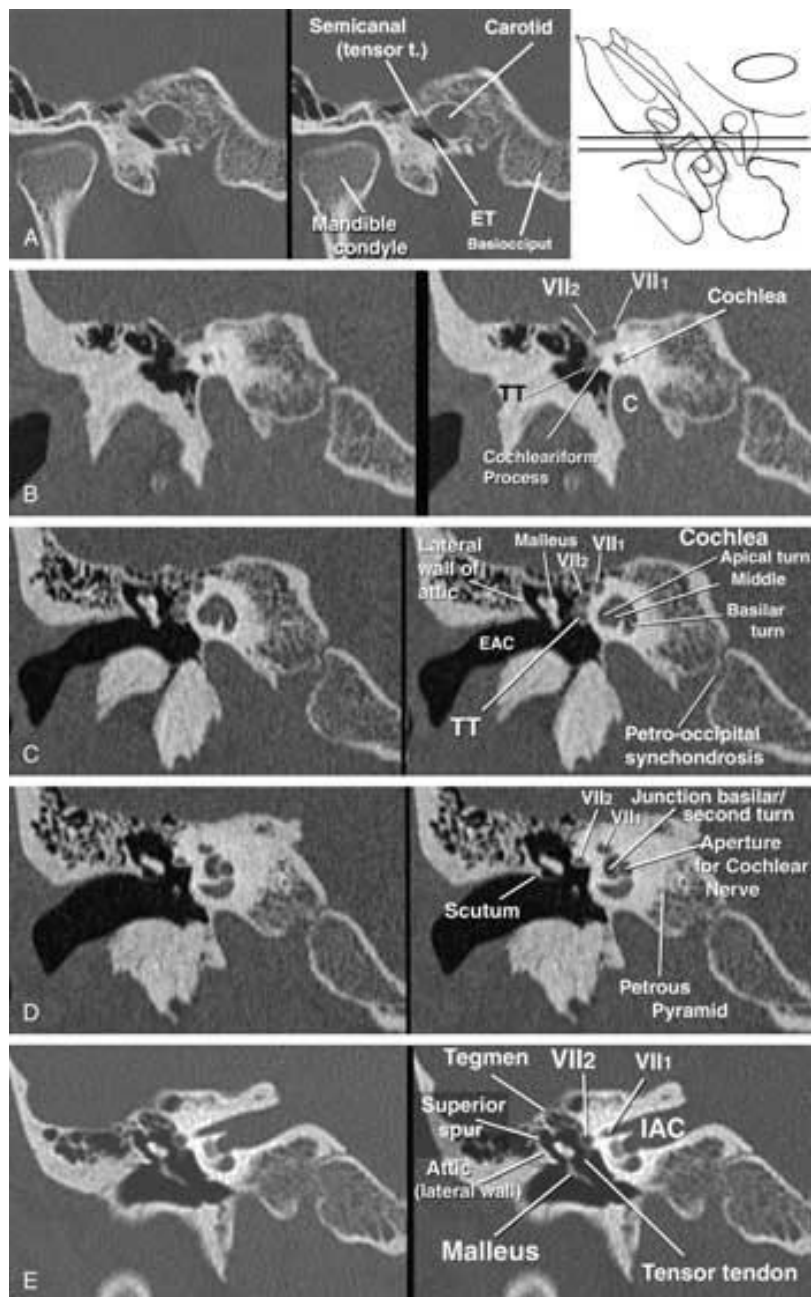 Semicanal
(tensor t.)
Carotid
Mandible
condyle
ET
Basiocciput
A
VII2
VII1
Cochlea
TT
C
Cochleariform
Process
B
Lateral
wall of
attic
Malleus
VII2
VII1
Cochlea
Apical turn
Middle
Basilar
turn
EAC
TT
Petro-occipital
synchondrosis
C
VII2
VII1
Junction basilar/
second turn
Aperture
for Cochlear
Nerve
Scutum
Petrous
Pyramid
D
Tegmen
VII2
VII1
Superior
spur
IAC
Attic
(lateral wall)
Malleus
Tensor tendon
E